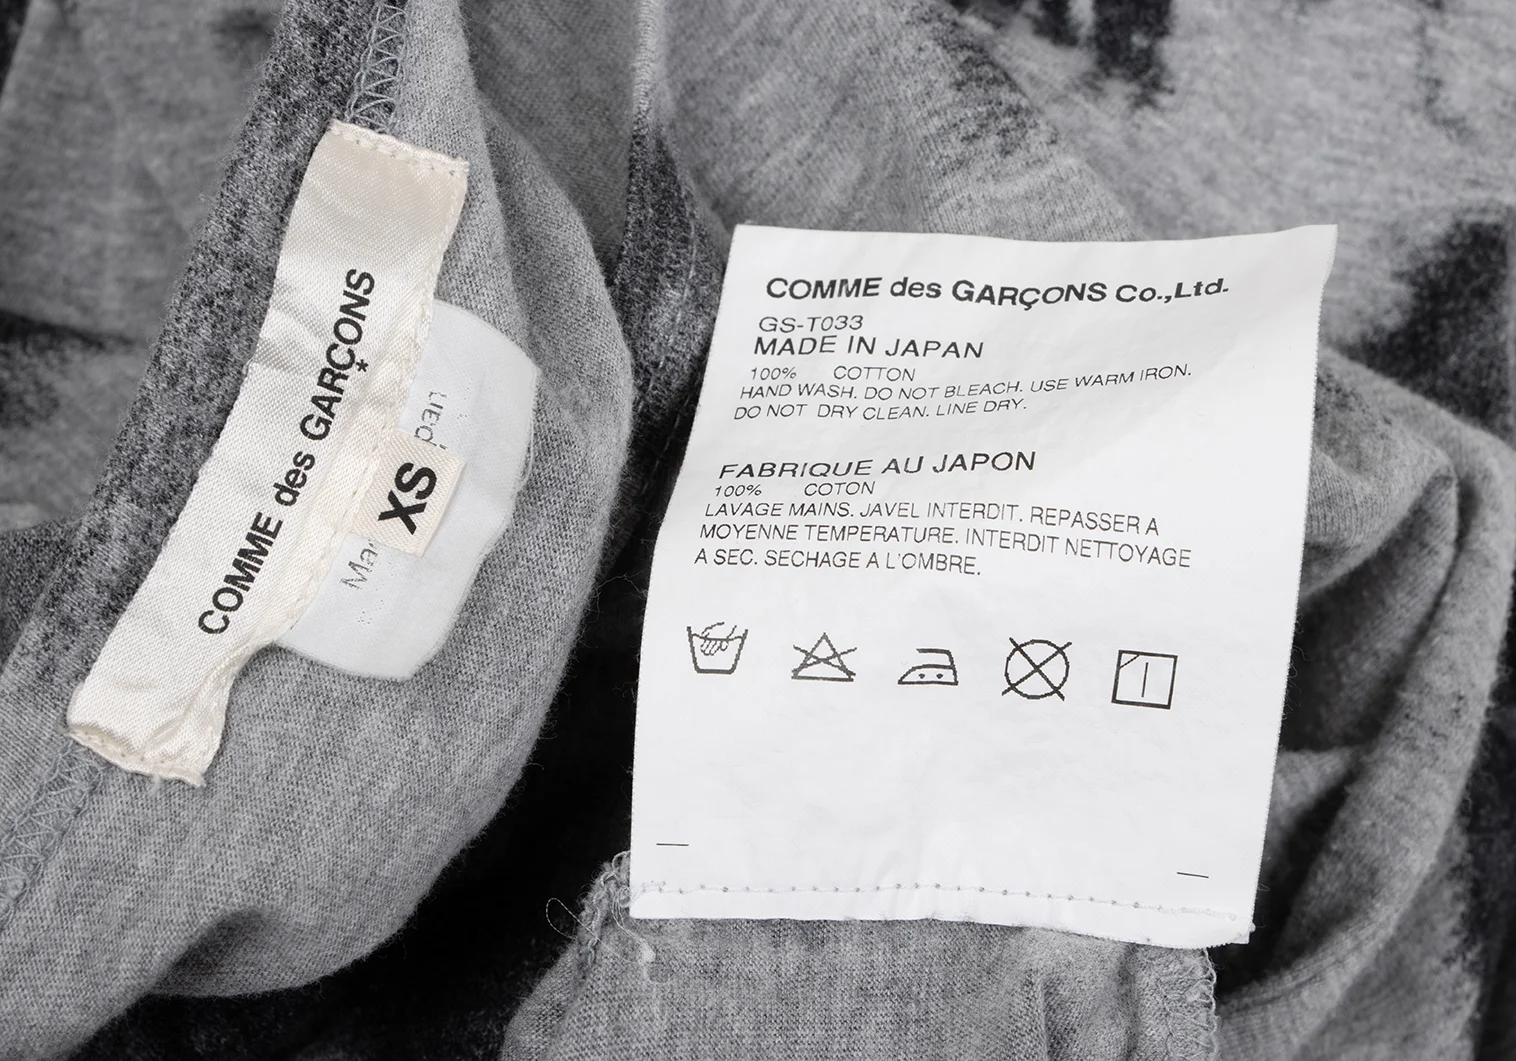 COMME des GARÇONS
*
XS
COMME des GARÇONS Co.,Ltd.
GS-T033
MADE IN JAPAN
100% COTTON
HAND WASH. DO NOT BLEACH. USE WARM IRON.
DO NOT DRY CLEAN. LINE DRY.
FABRIQUE AU JAPON
100% COTON
LAVAGE MAINS. JAVEL INTERDIT. REPASSER A
MOYENNE TEMPERATURE. INTERDIT NETTOYAGE
A SEC. SECHAGE A L'OMBRE.